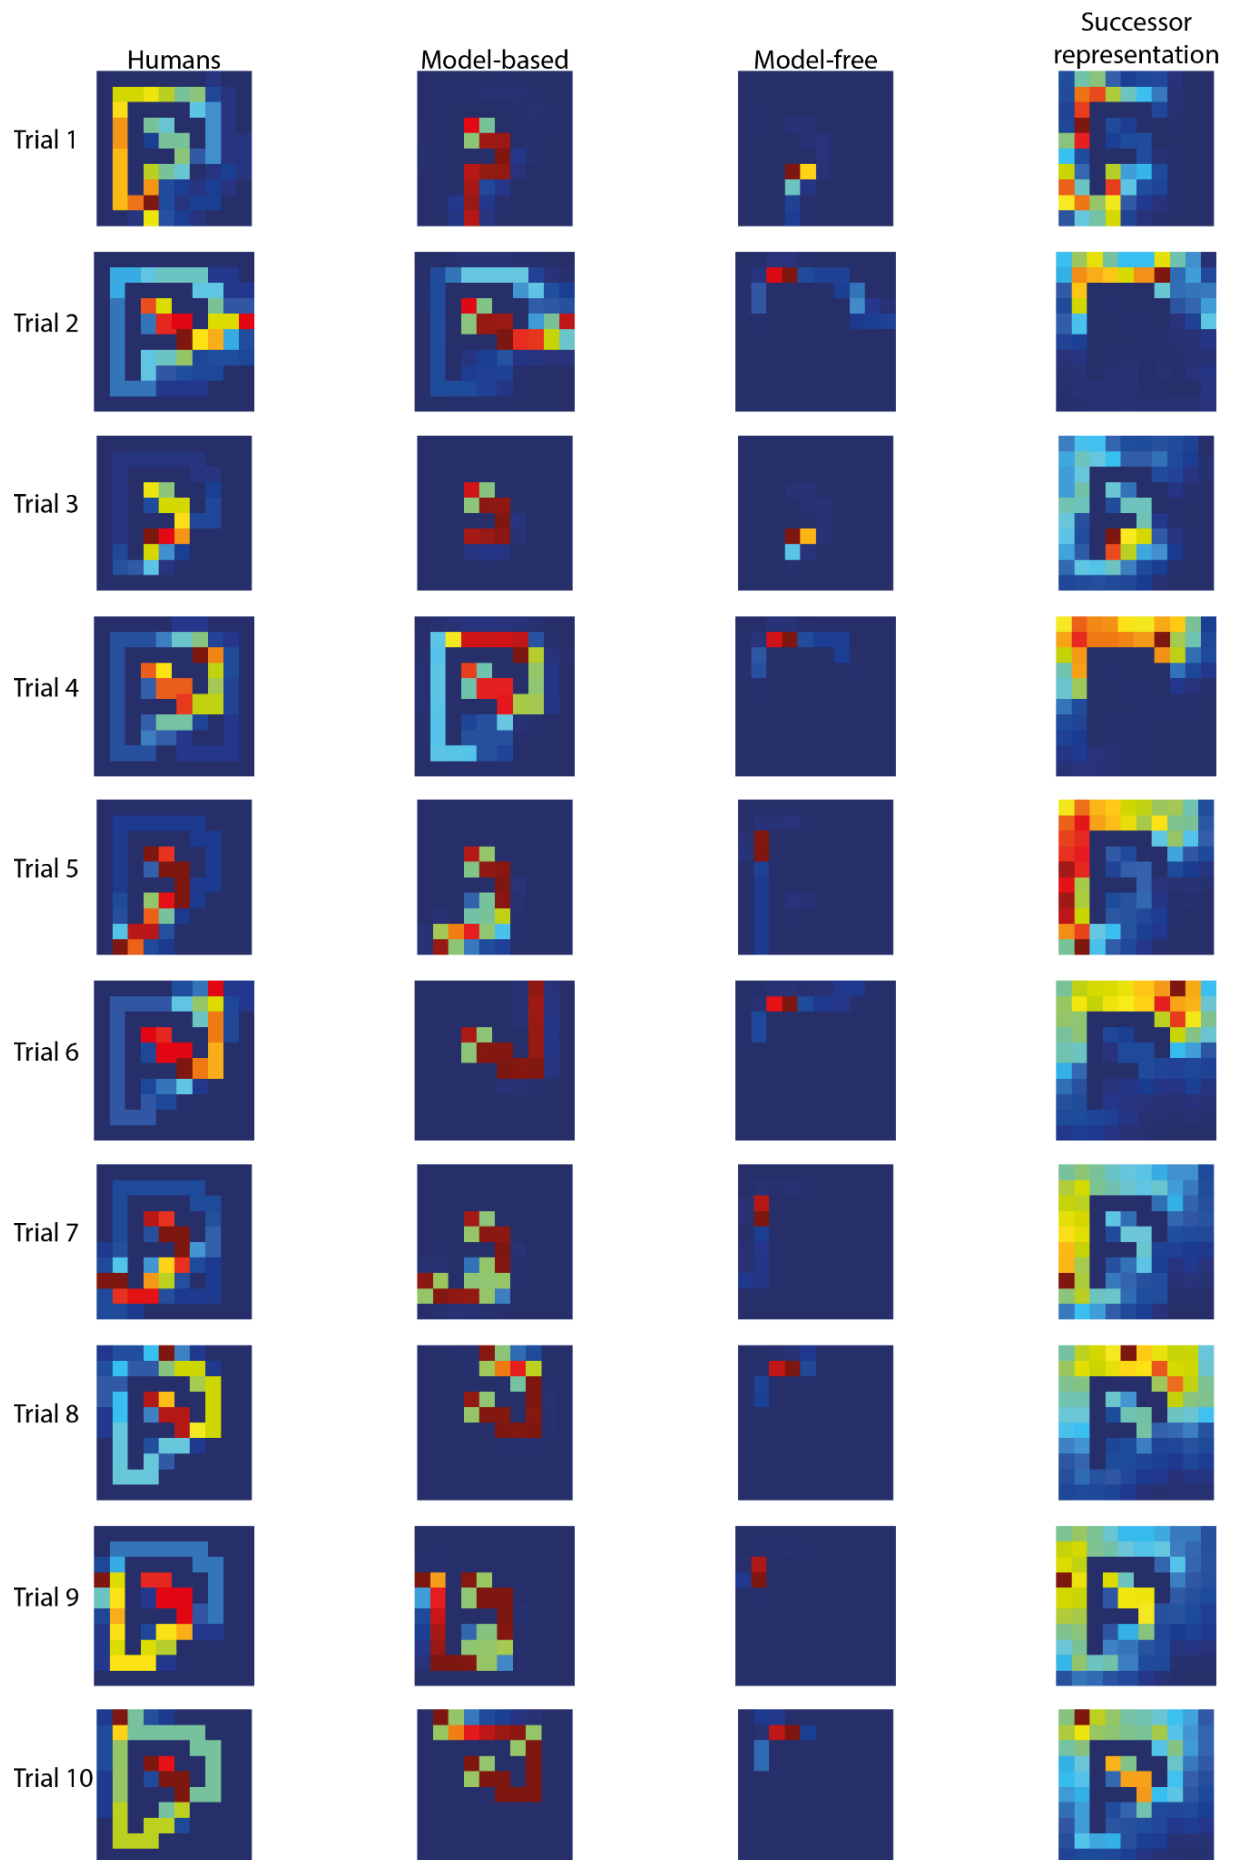 Humans
Model-based
Model-free
Successor
representation
Trial 1
Trial 2
Trial 3
Trial 4
Trial 5
Trial 6
Trial 7
Trial 8
Trial 9
Trial 10